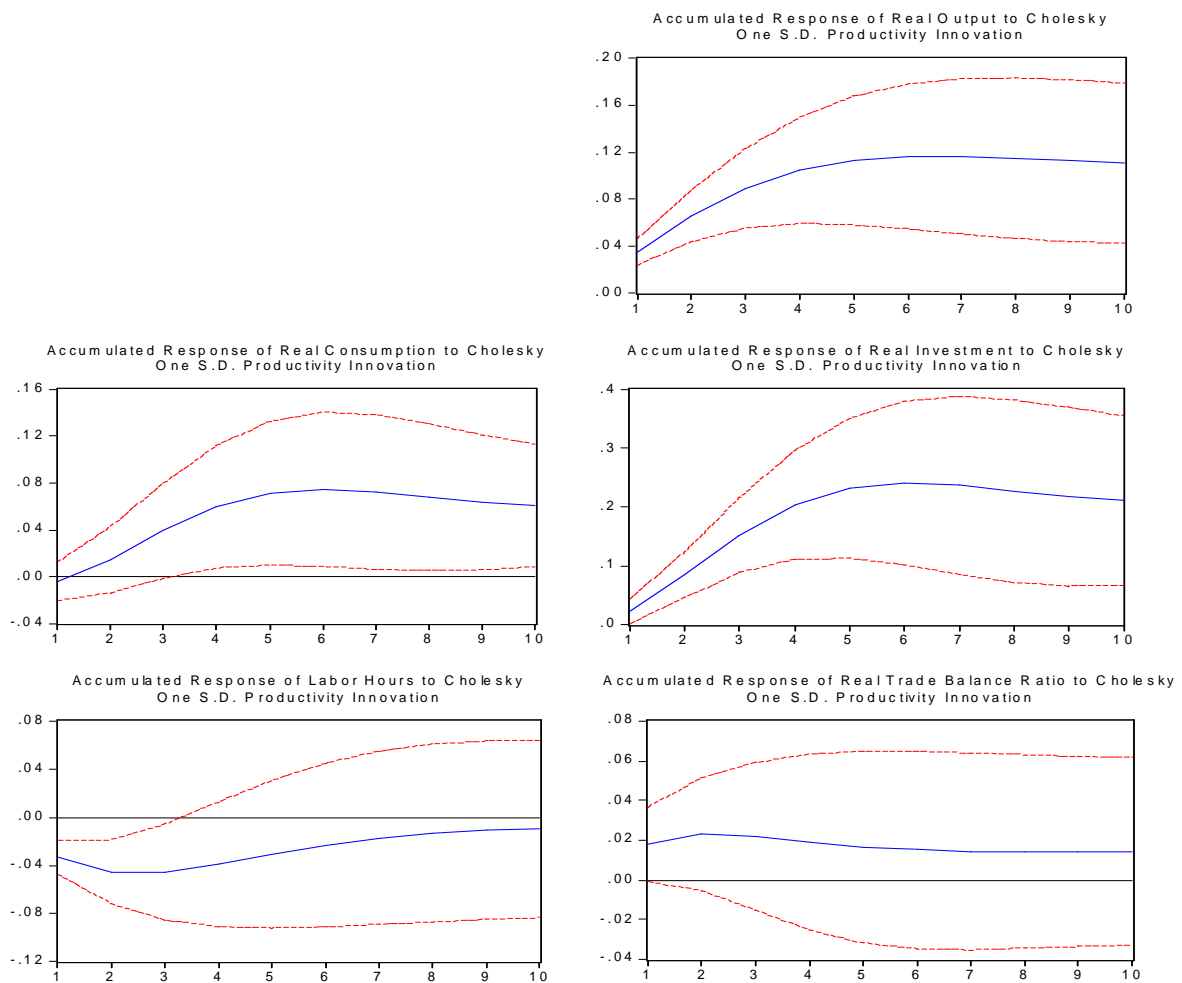 Accumulated Response of Real Output to Cholesky
One S.D. Productivity Innovation
.20
.16
.12
.08
.04
.00
1 2 3 4 5 6 7 8 9 10
Accumulated Response of Real Consumption to Cholesky
One S.D. Productivity Innovation
.16
.12
.08
.04
.00
-.04
1 2 3 4 5 6 7 8 9 10
Accumulated Response of Real Investment to Cholesky
One S.D. Productivity Innovation
.4
.3
.2
.1
.0
1 2 3 4 5 6 7 8 9 10
Accumulated Response of Labor Hours to Cholesky
One S.D. Productivity Innovation
.08
.04
.00
-.04
-.08
-.12
1 2 3 4 5 6 7 8 9 10
Accumulated Response of Real Trade Balance Ratio to Cholesky
One S.D. Productivity Innovation
.08
.06
.04
.02
.00
-.02
-.04
1 2 3 4 5 6 7 8 9 10